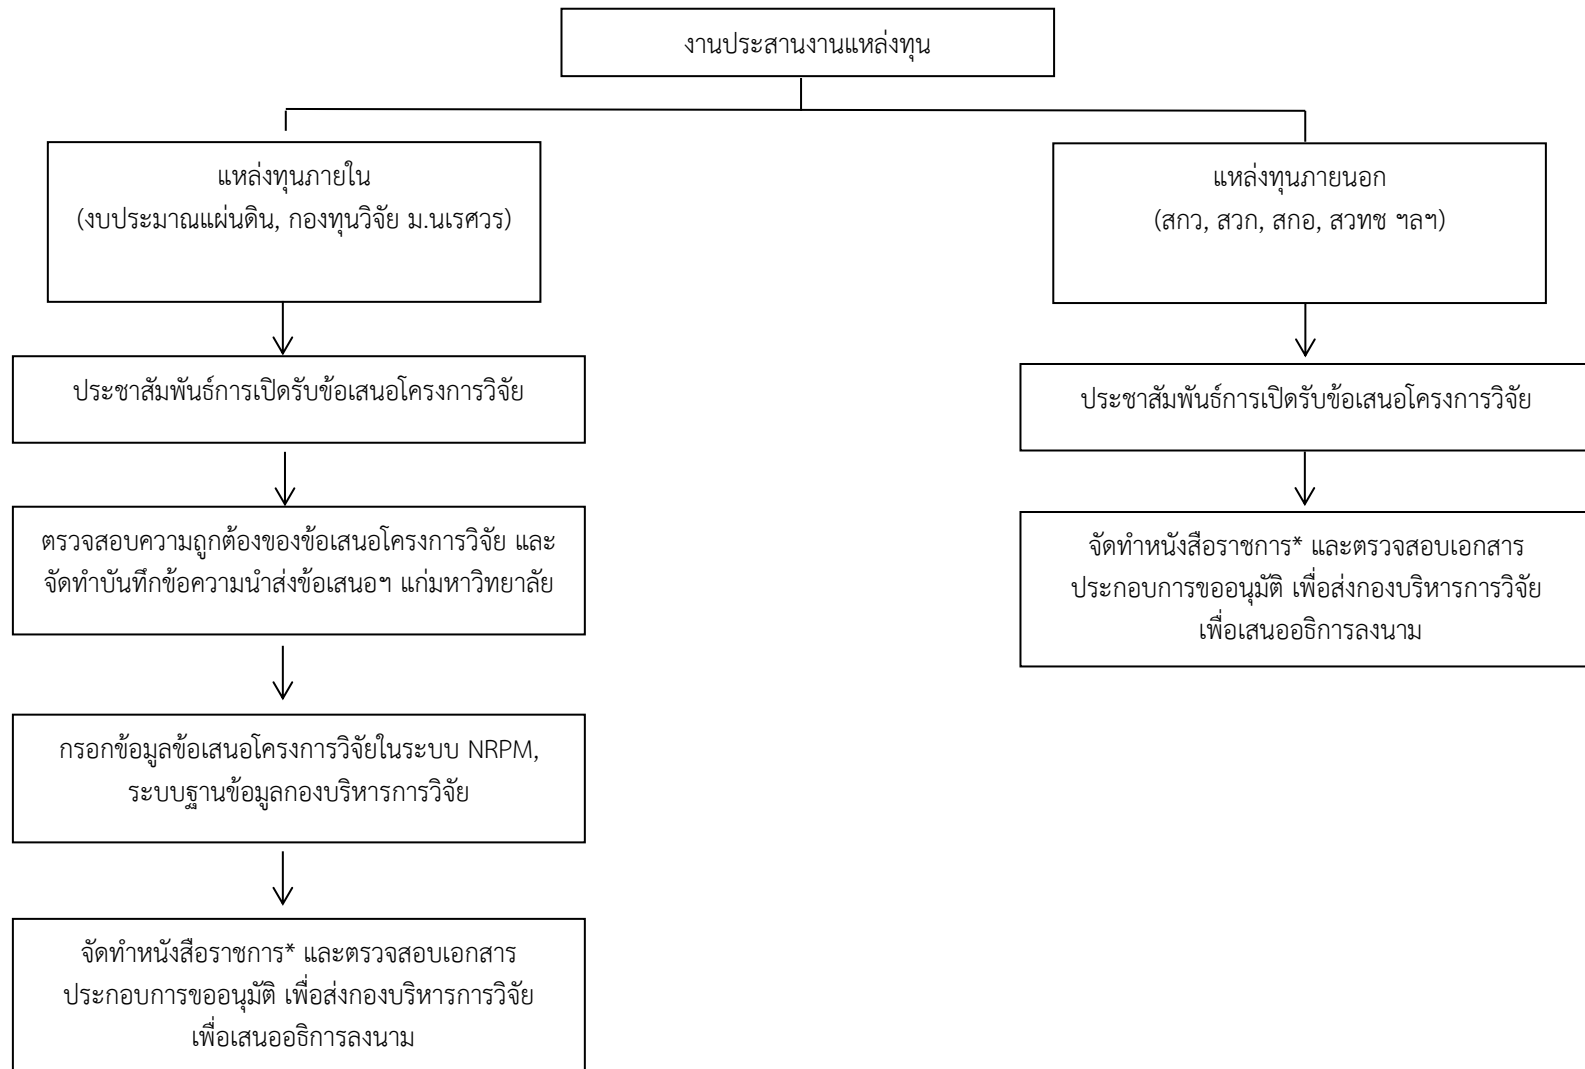 งานประสานงานแหล่งทุน
แหล่งทุนภายใน
(งบประมาณแผ่นดิน, กองทุนวิจัย ม.นเรศวร)
ประชาสัมพันธ์การเปิดรับข้อเสนอโครงการวิจัย
ตรวจสอบความถูกต้องของข้อเสนอโครงการวิจัย และ
จัดทำบันทึกข้อความนำส่งข้อเสนอฯ แก่มหาวิทยาลัย
กรอกข้อมูลข้อเสนอโครงการวิจัยในระบบ NRPM,
ระบบฐานข้อมูลกองบริหารการวิจัย
จัดทำหนังสือราชการ* และตรวจสอบเอกสาร
ประกอบการขออนุมัติ เพื่อส่งกองบริหารการวิจัย
เพื่อเสนออธิการลงนาม
แหล่งทุนภายนอก
(สกว, สวก, สกอ, สวทช ฯลฯ)
ประชาสัมพันธ์การเปิดรับข้อเสนอโครงการวิจัย
จัดทำหนังสือราชการ* และตรวจสอบเอกสาร
ประกอบการขออนุมัติ เพื่อส่งกองบริหารการวิจัย
เพื่อเสนออธิการลงนาม